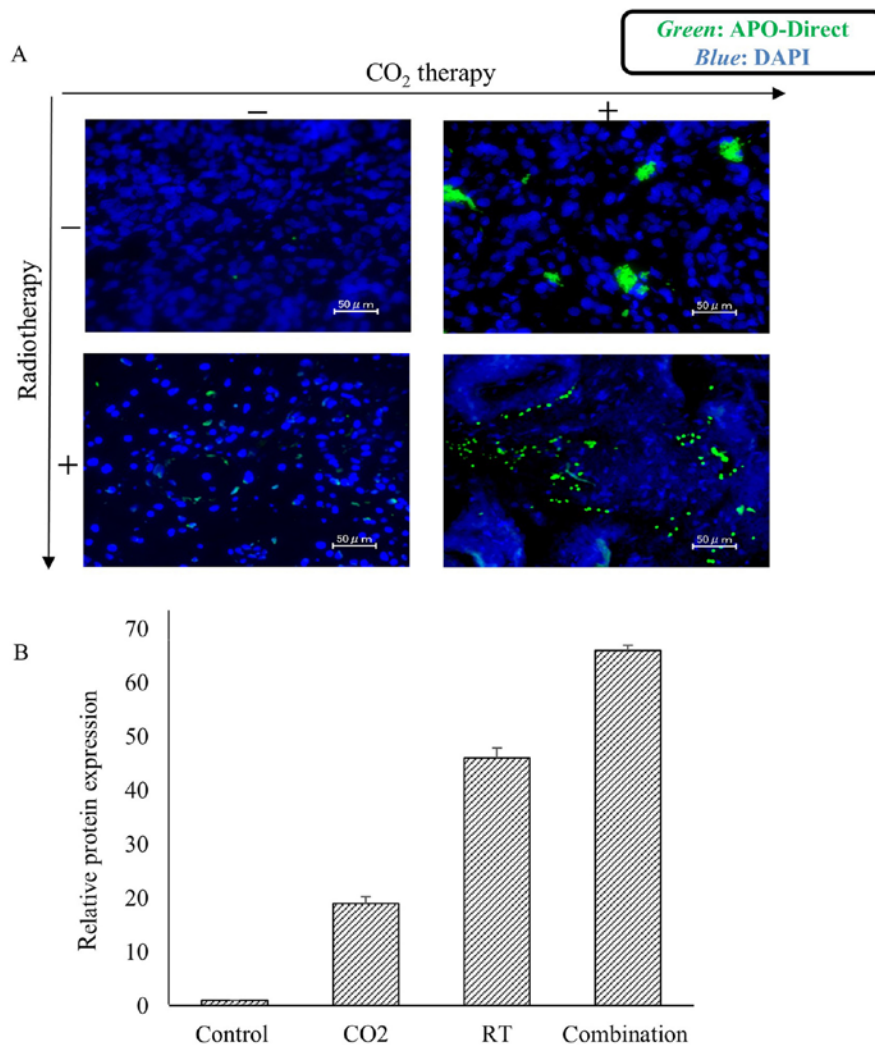 Green: APO-Direct
Blue: DAPI
A
CO₂ therapy
− +
Radiotherapy
−
50 μm 50 μm
+
50 μm 50 μm
B
Relative protein expression
70
60
50
40
30
20
10
0
Control CO2 RT Combination